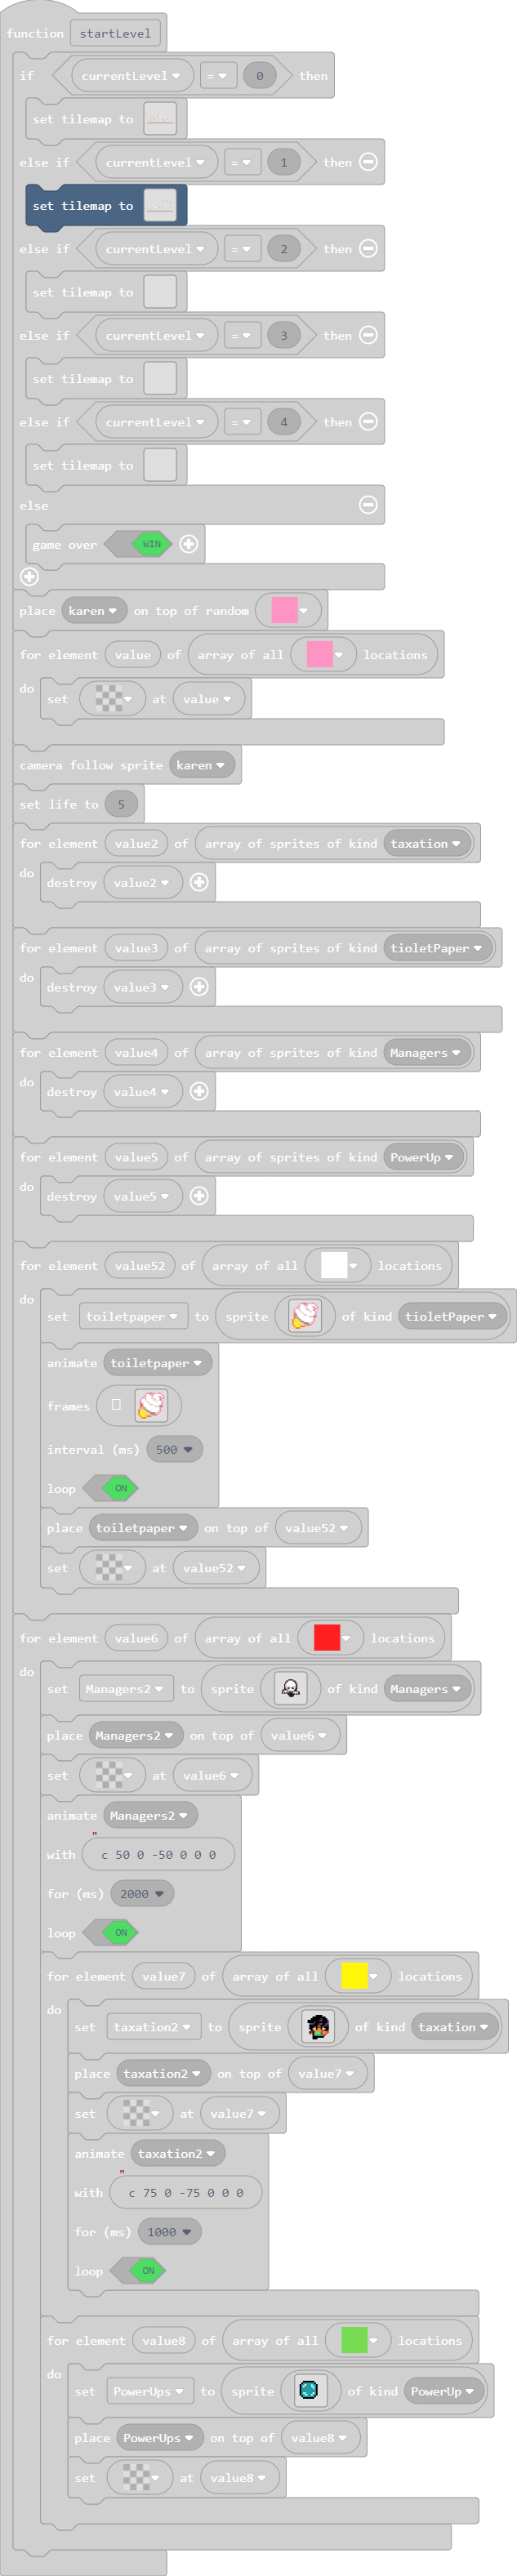 function startLevel
if currentLevel = 0 then
set tilemap to
else if currentLevel = 1 then
set tilemap to
else if currentLevel = 2 then
set tilemap to
else if currentLevel = 3 then
set tilemap to
else if currentLevel = 4 then
set tilemap to
else
game over WIN
place karen on top of random
for element value of array of all locations
do
set at value
camera follow sprite karen
set life to 5
for element value2 of array of sprites of kind taxation
do
destroy value2
for element value3 of array of sprites of kind tioletPaper
do
destroy value3
for element value4 of array of sprites of kind Managers
do
destroy value4
for element value5 of array of sprites of kind PowerUp
do
destroy value5
for element value52 of array of all locations
do
set toiletpaper to sprite of kind tioletPaper
animate toiletpaper
frames
interval (ms) 500
loop ON
place toiletpaper on top of value52
set at value52
for element value6 of array of all locations
do
set Managers2 to sprite of kind Managers
place Managers2 on top of value6
set at value6
animate Managers2
with " c 50 0 -50 0 0 0
for (ms) 2000
loop ON
for element value7 of array of all locations
do
set taxation2 to sprite of kind taxation
place taxation2 on top of value7
set at value7
animate taxation2
with " c 75 0 -75 0 0 0
for (ms) 1000
loop ON
for element value8 of array of all locations
do
set PowerUps to sprite of kind PowerUp
place PowerUps on top of value8
set at value8